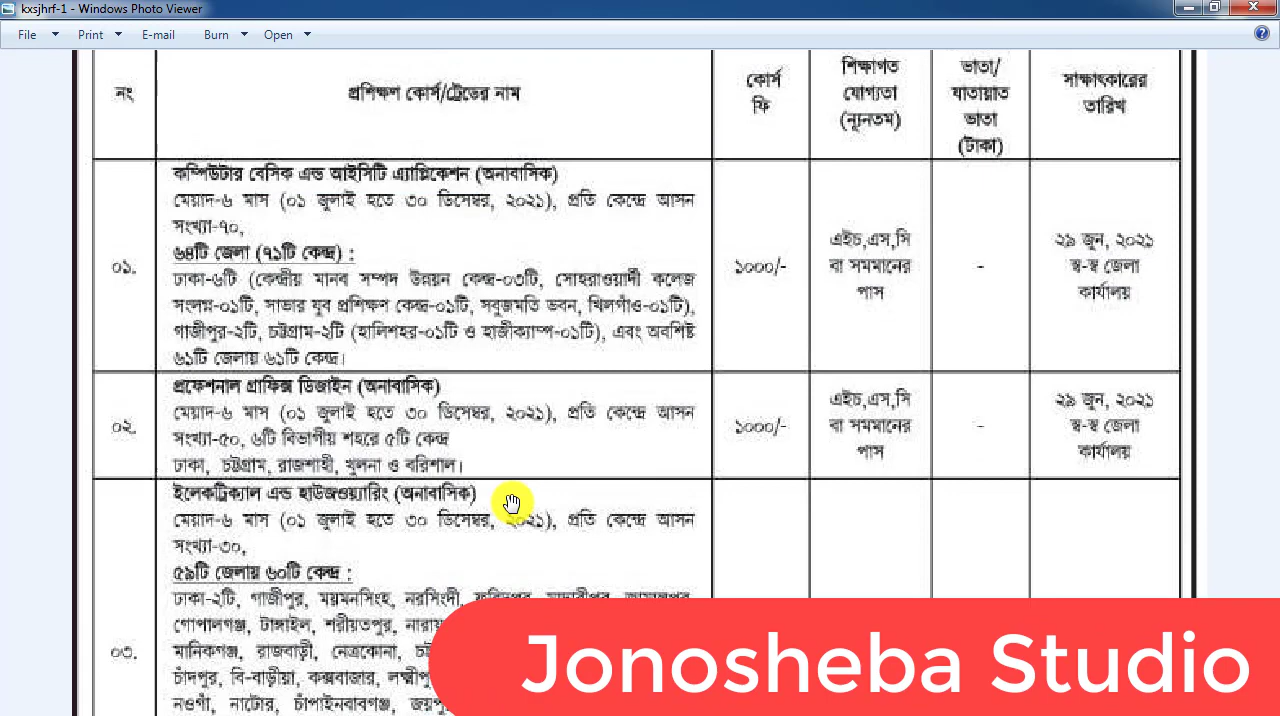 kxsjhrf-1 - Windows Photo Viewer
File Print E-mail Burn Open
নং
প্রশিক্ষণ কোর্স/ট্রেডের নাম
কোর্স
ফি
শিক্ষাগত
যোগ্যতা
(ন্যূনতম)
ভাতা/
যাতায়াত
ভাতা
(টাকা)
সাক্ষাৎকারের
তারিখ
০১.
কম্পিউটার বেসিক এন্ড আইসিটি এ্যাপ্লিকেশন (অনাবাসিক)
মেয়াদ-৬ মাস (০১ জুলাই হতে ৩০ ডিসেম্বর, ২০২১), প্রতি কেন্দ্রে আসন
সংখ্যা-৭০,
৬৪টি জেলা (৭১টি কেন্দ্র) :
ঢাকা-৬টি (কেন্দ্রীয় মানব সম্পদ উন্নয়ন কেন্দ্র-০৩টি, সোহরাওয়ার্দী কলেজ
সংলগ্ন-০১টি, সাভার যুব প্রশিক্ষণ কেন্দ্র-০১টি, সবুজমতি ভবন, খিলগাঁও-০১টি),
গাজীপুর-২টি, চট্টগ্রাম-২টি (হালিশহর-০১টি ও হাজীক্যাম্প-০১টি), এবং অবশিষ্ট
৬১টি জেলায় ৬১টি কেন্দ্র।
১০০০/-
এইচ,এস,সি
বা সমমানের
পাস
-
২৯ জুন, ২০২১
স্ব-স্ব জেলা
কার্যালয়
০২.
প্রফেশনাল গ্রাফিক্স ডিজাইন (অনাবাসিক)
মেয়াদ-৬ মাস (০১ জুলাই হতে ৩০ ডিসেম্বর, ২০২১), প্রতি কেন্দ্রে আসন
সংখ্যা-৫০, ৬টি বিভাগীয় শহরে ৫টি কেন্দ্র
ঢাকা, চট্টগ্রাম, রাজশাহী, খুলনা ও বরিশাল।
১০০০/-
এইচ,এস,সি
বা সমমানের
পাস
-
২৯ জুন, ২০২১
স্ব-স্ব জেলা
কার্যালয়
০৩.
ইলেকট্রিক্যাল এন্ড হাউজওয়্যারিং (অনাবাসিক)
মেয়াদ-৬ মাস (০১ জুলাই হতে ৩০ ডিসেম্বর, ২০২১), প্রতি কেন্দ্রে আসন
সংখ্যা-৩০,
৫৯টি জেলায় ৬০টি কেন্দ্র :
ঢাকা-২টি, গাজীপুর, ময়মনসিংহ, নরসিংদী, ফরিদপুর, মাদারীপুর, জামালপুর,
গোপালগঞ্জ, টাঙ্গাইল, শরীয়তপুর,
মানিকগঞ্জ, রাজবাড়ী, নেত্রকোনা,
চাঁদপুর, বি-বাড়ীয়া, কক্সবাজার,
নওগাঁ, নাটোর, চাঁপাইনবাবগঞ্জ,
Jonosheba Studio